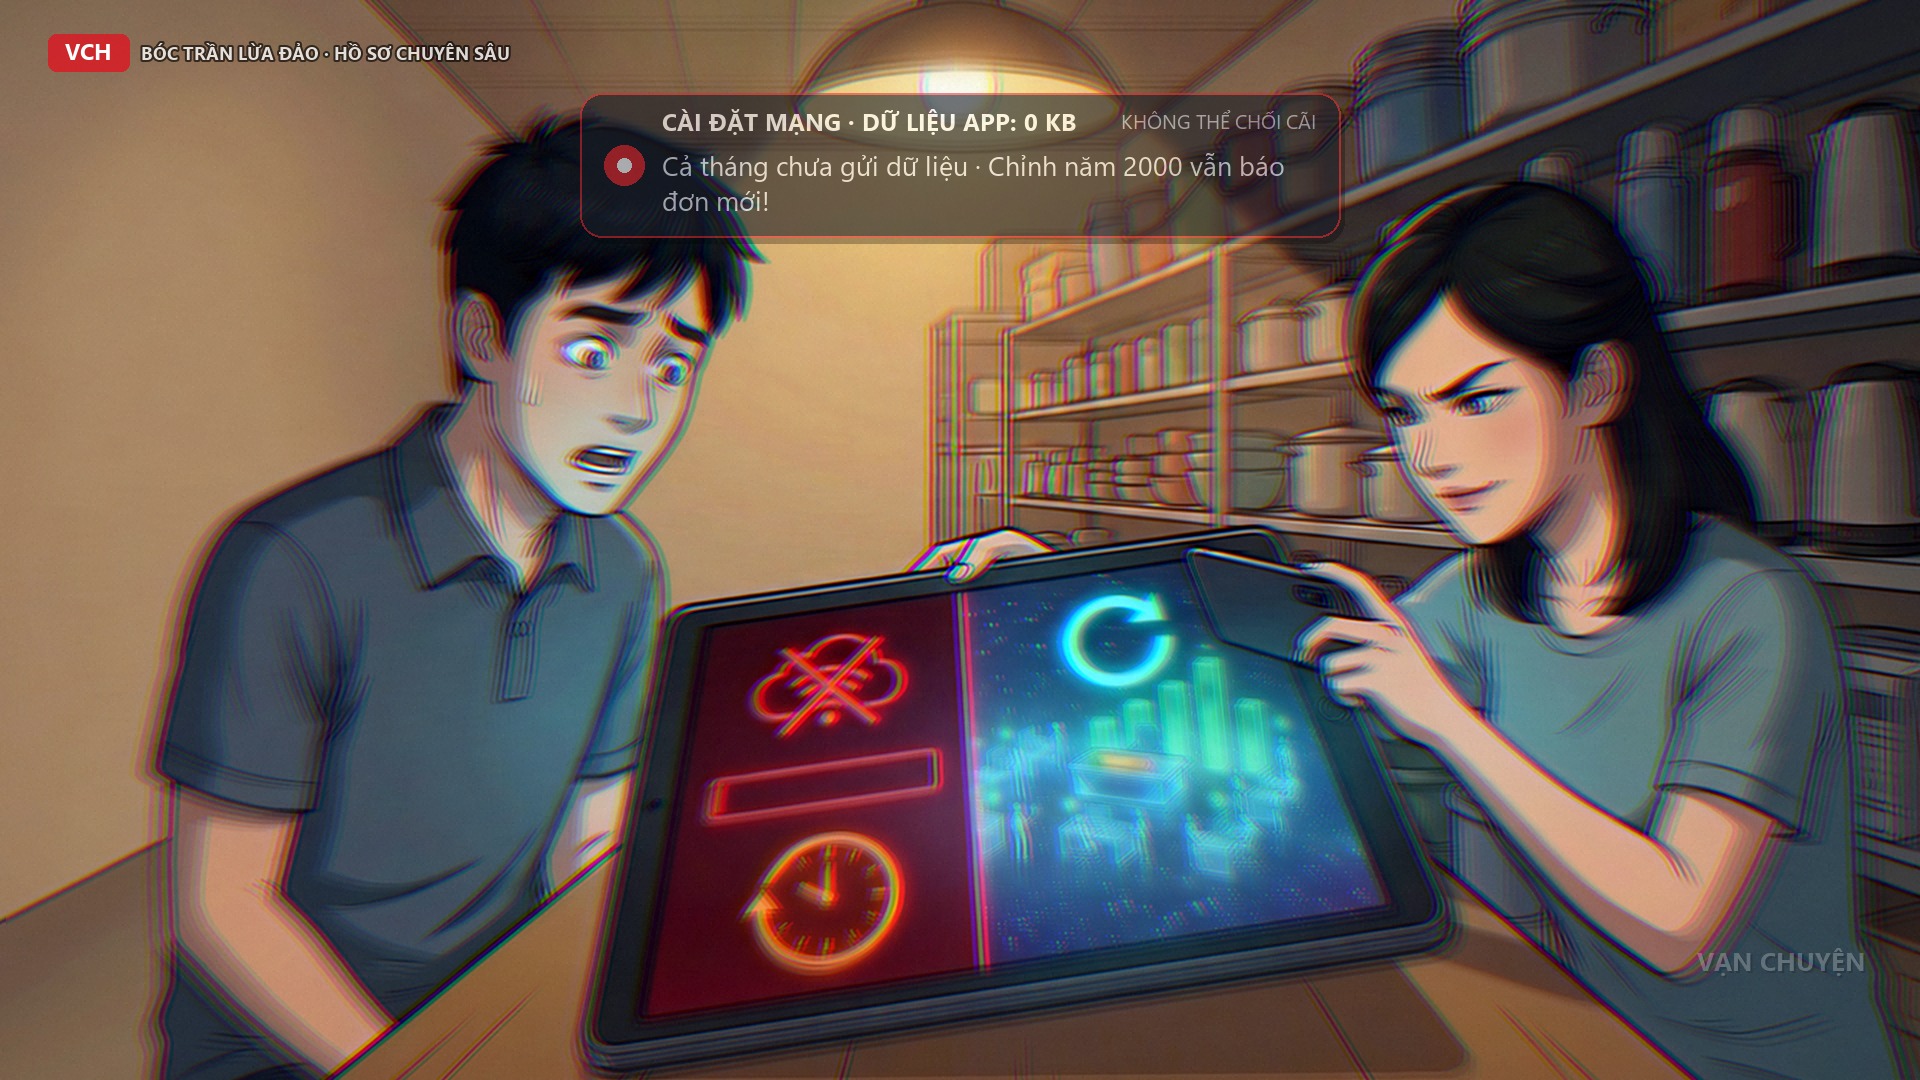 VCH BÓC TRẦN LỪA ĐẢO · HỒ SƠ CHUYÊN SÂU
CÀI ĐẶT MẠNG · DỮ LIỆU APP: 0 KB KHÔNG THỂ CHỐI CÃI
Cả tháng chưa gửi dữ liệu · Chỉnh năm 2000 vẫn báo
đơn mới!
VẠN CHUYỆN